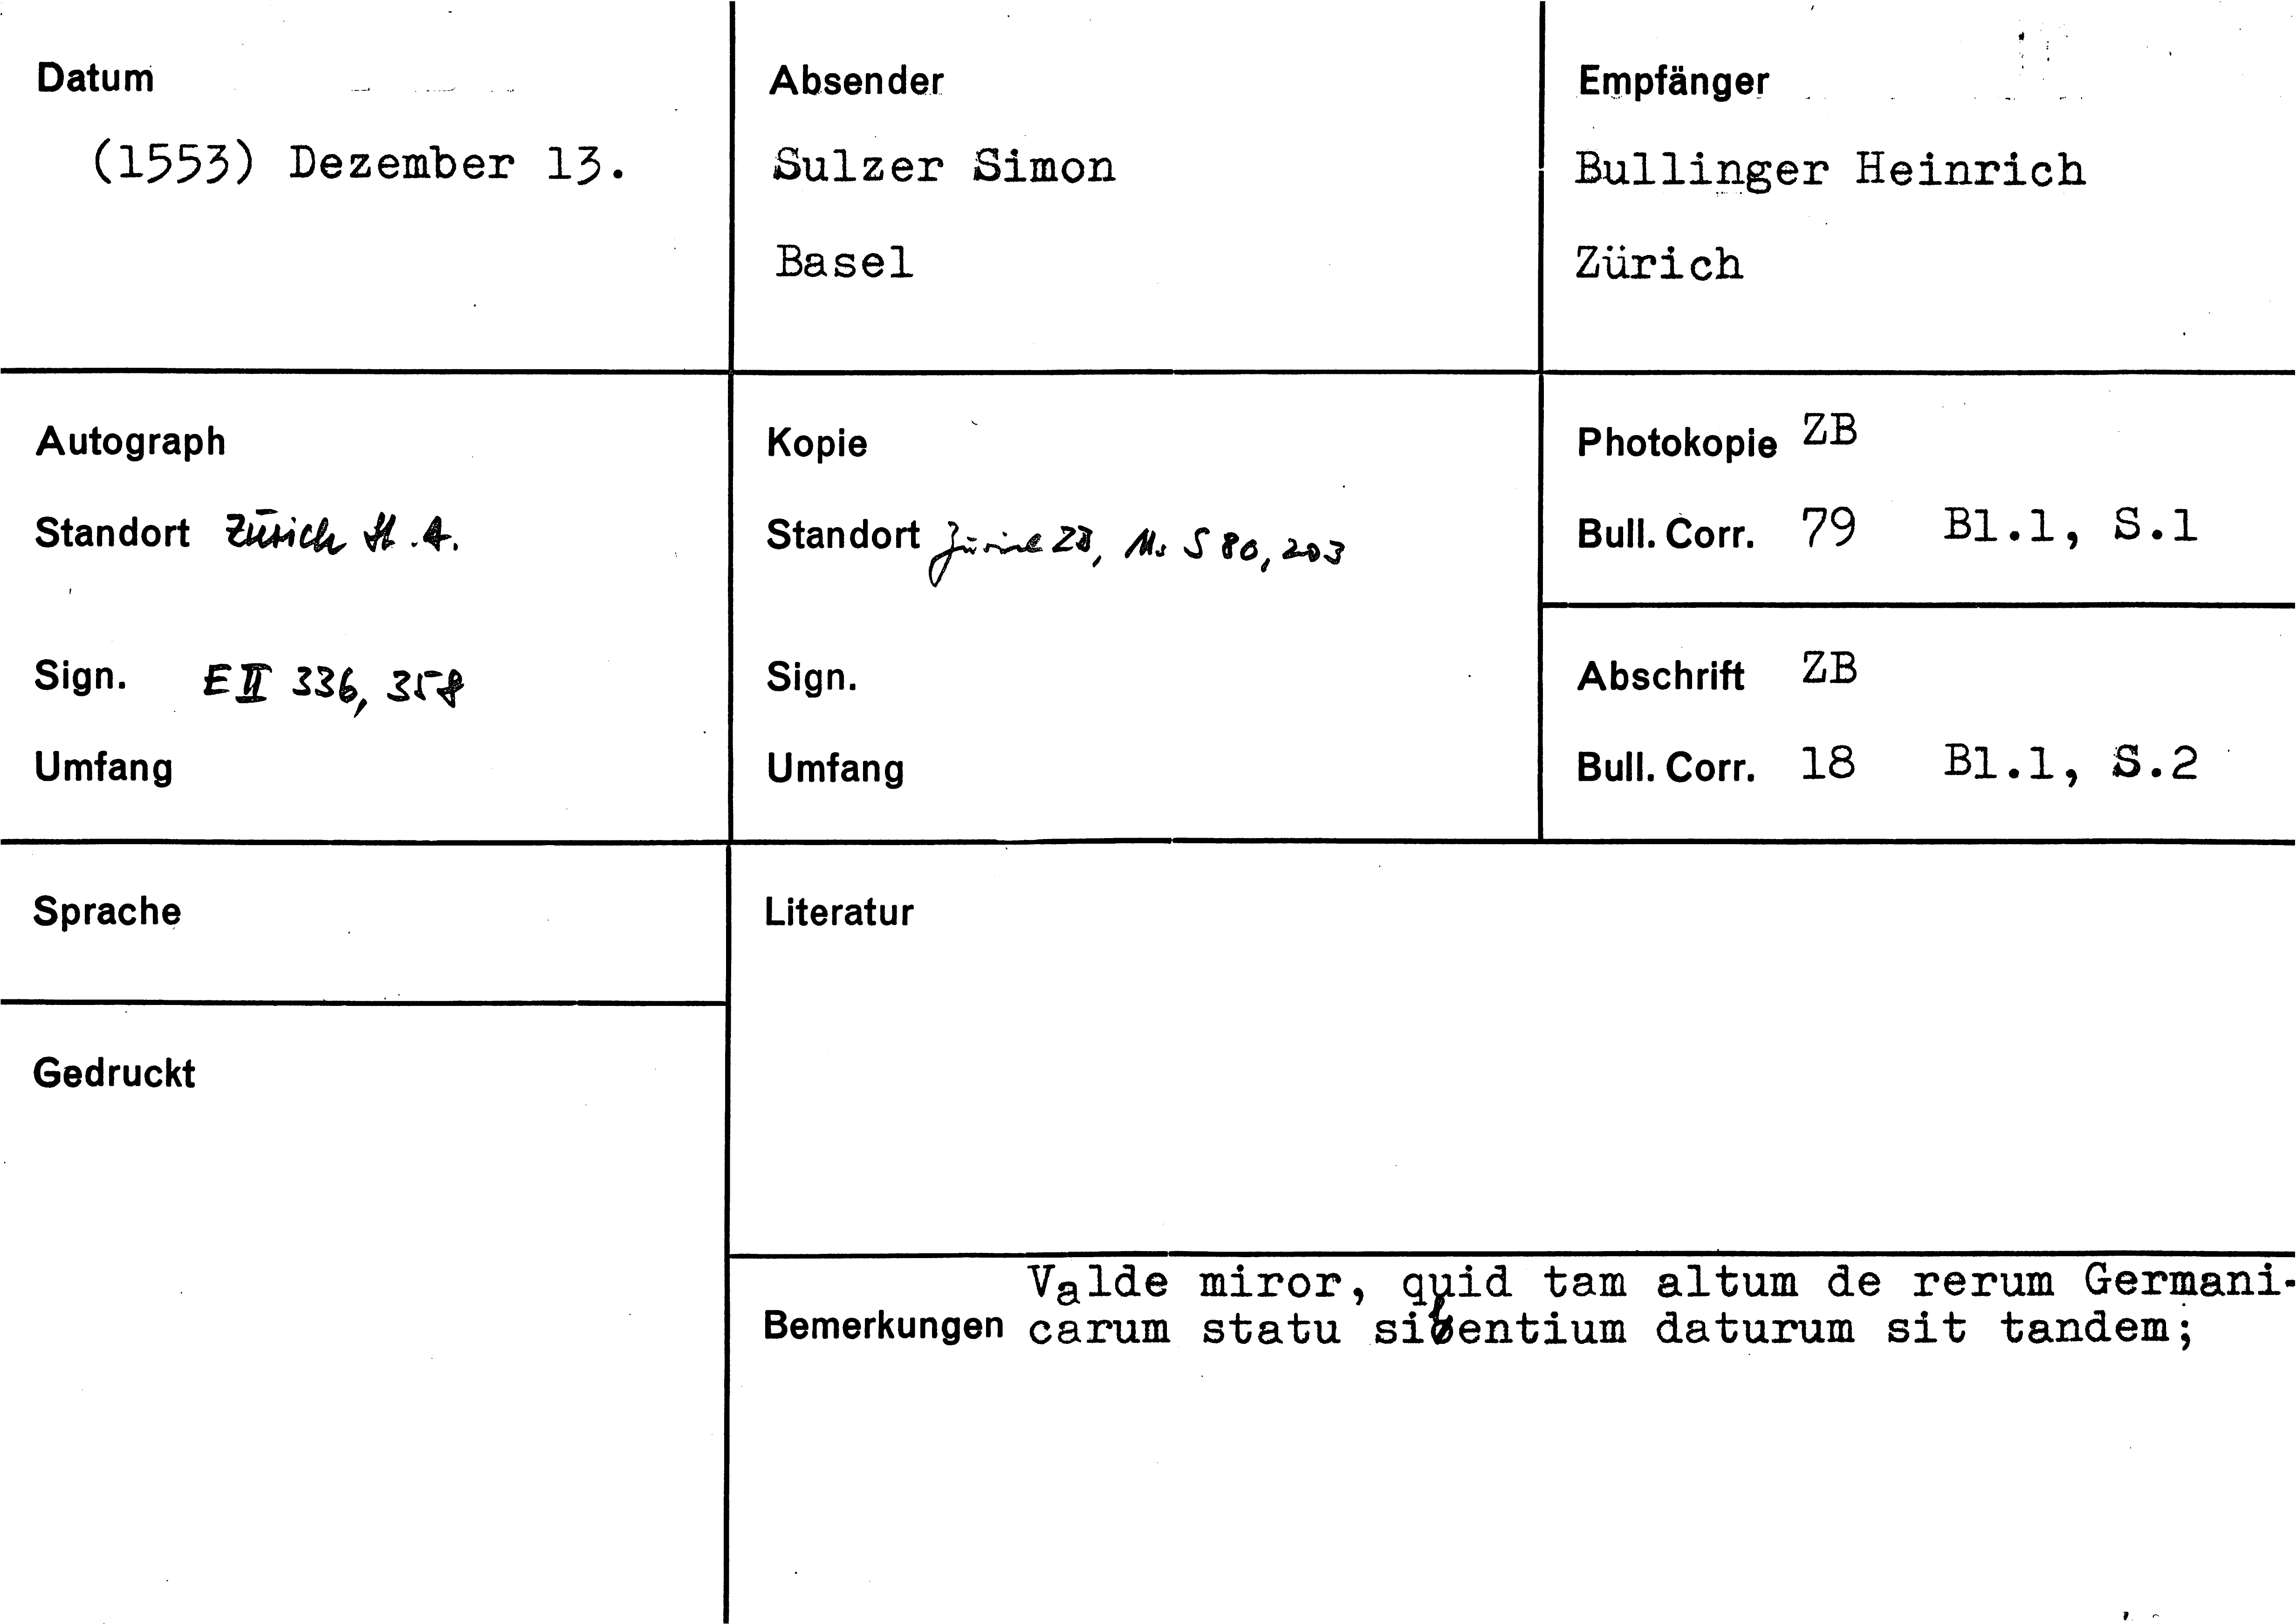 Datum
(1553) Dezember 13.
Absender
Sulzer Simon
Basel
Empfänger
Bullinger Heinrich
Zürich
Autograph
Standort Zürich St.A.
Sign. E II 336, 358
Umfang
Kopie
Standort Zürich ZB, Ms S 80, 203
Sign.
Umfang
Photokopie ZB
Bull. Corr. 79 Bl.1, S.1
Abschrift ZB
Bull. Corr. 18 Bl.1, S.2
Sprache
Gedruckt
Literatur
Valde miror, quid tam altum de rerum Germani-
Bemerkungen carum statu silentium daturum sit tandem;